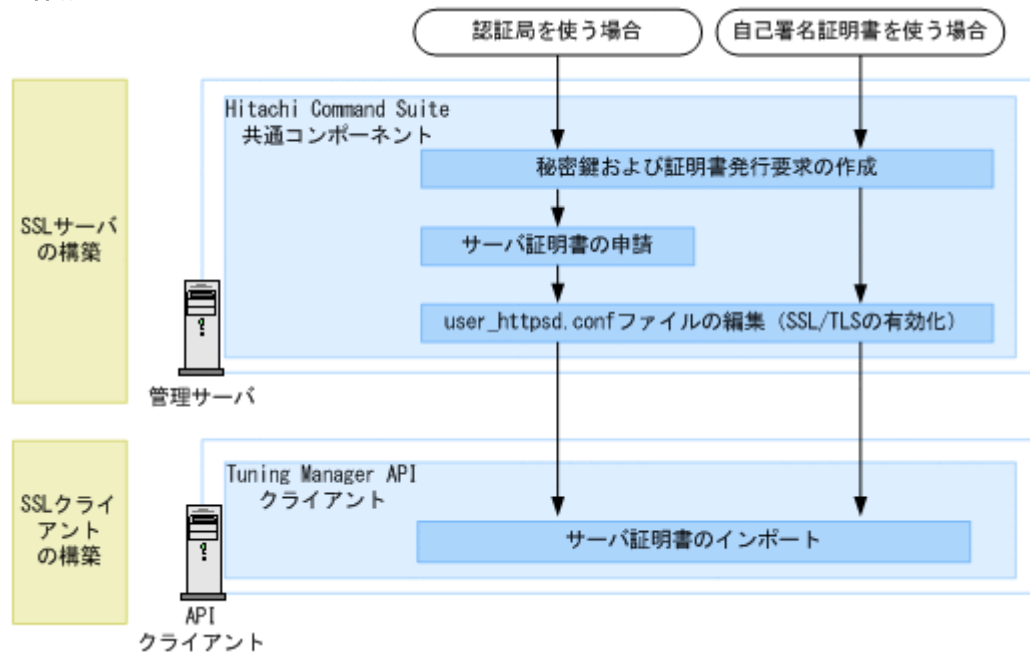 認証局を使う場合
自己署名証明書を使う場合
Hitachi Command Suite
共通コンポーネント
秘密鍵および証明書発行要求の作成
SSLサーバ
の構築
サーバ証明書の申請
user_httpsd.confファイルの編集（SSL/TLSの有効化）
管理サーバ
Tuning Manager API
クライアント
SSLクライ
アント
の構築
サーバ証明書のインポート
API
クライアント